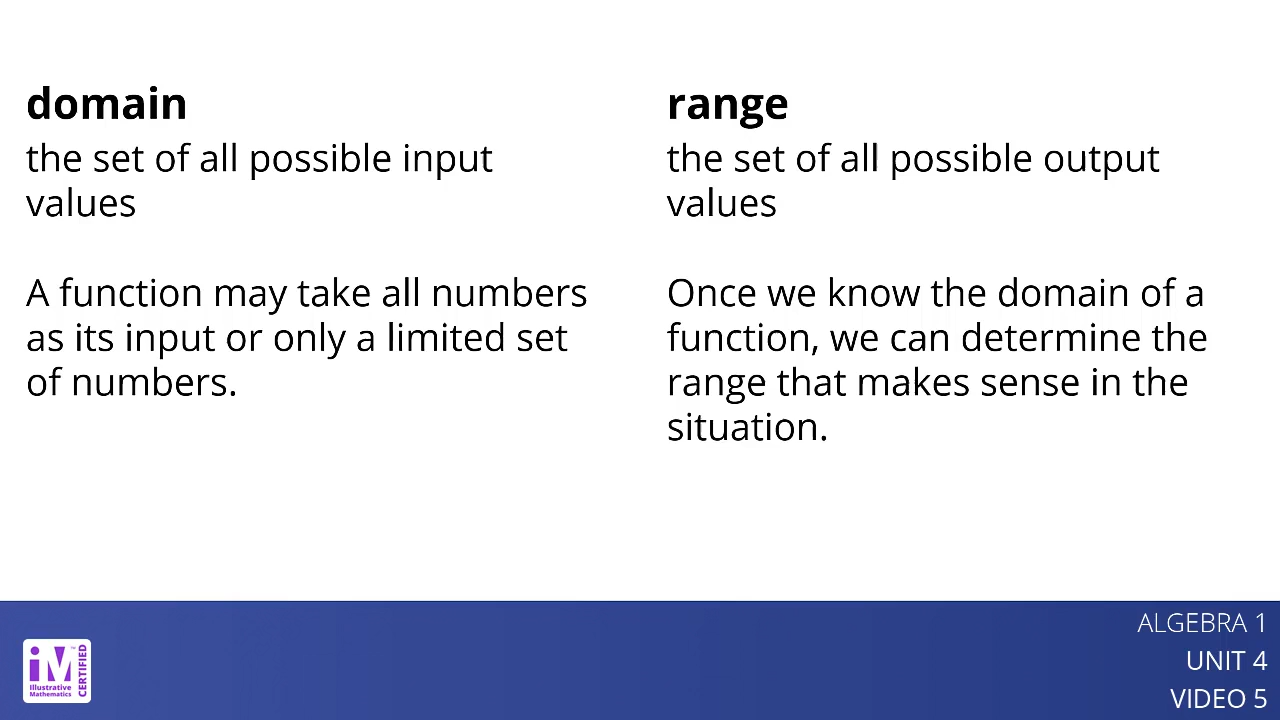 domain
the set of all possible input
values
A function may take all numbers
as its input or only a limited set
of numbers.
range
the set of all possible output
values
Once we know the domain of a
function, we can determine the
range that makes sense in the
situation.
iM
Illustrative
Mathematics
CERTIFIED
ALGEBRA 1
UNIT 4
VIDEO 5